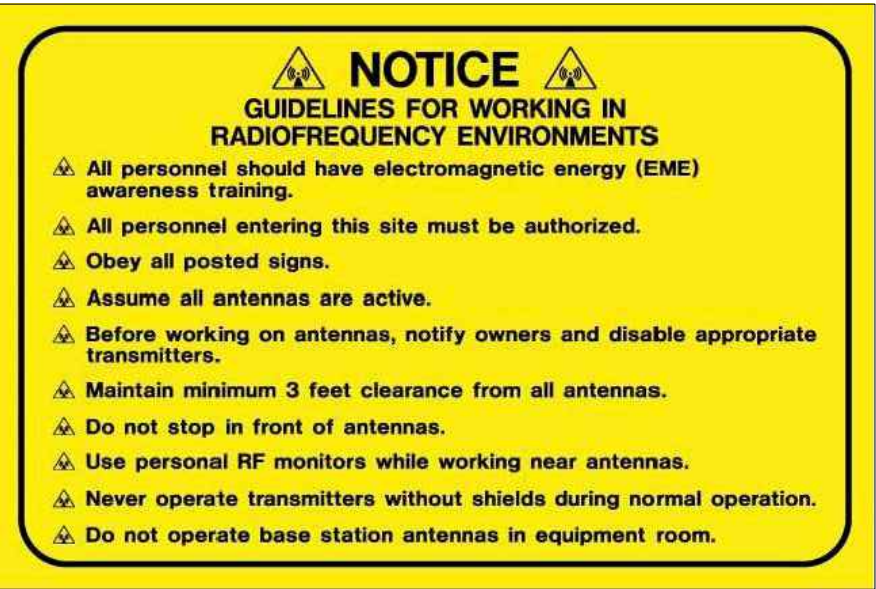 NOTICE
GUIDELINES FOR WORKING IN
RADIOFREQUENCY ENVIRONMENTS
All personnel should have electromagnetic energy (EME)
awareness training.
All personnel entering this site must be authorized.
Obey all posted signs.
Assume all antennas are active.
Before working on antennas, notify owners and disable appropriate
transmitters.
Maintain minimum 3 feet clearance from all antennas.
Do not stop in front of antennas.
Use personal RF monitors while working near antennas.
Never operate transmitters without shields during normal operation.
Do not operate base station antennas in equipment room.